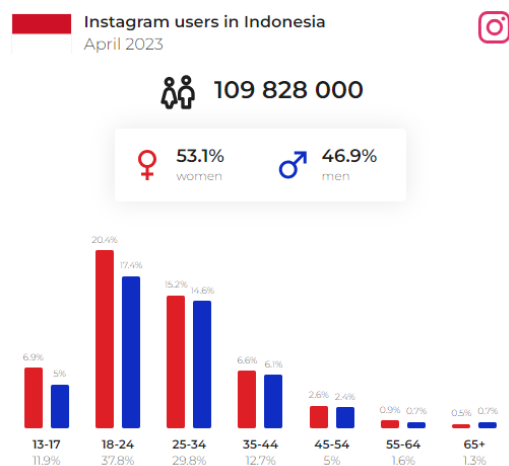 Instagram users in Indonesia
April 2023
109 828 000
53.1%
women
46.9%
men
6.9% 5%
20.4% 17.4%
15.2% 14.6%
6.6% 6.1%
2.6% 2.4%
0.9% 0.7%
0.5% 0.7%
13-17 18-24 25-34 35-44 45-54 55-64 65+
11.9% 37.8% 29.8% 12.7% 5% 1.6% 1.3%